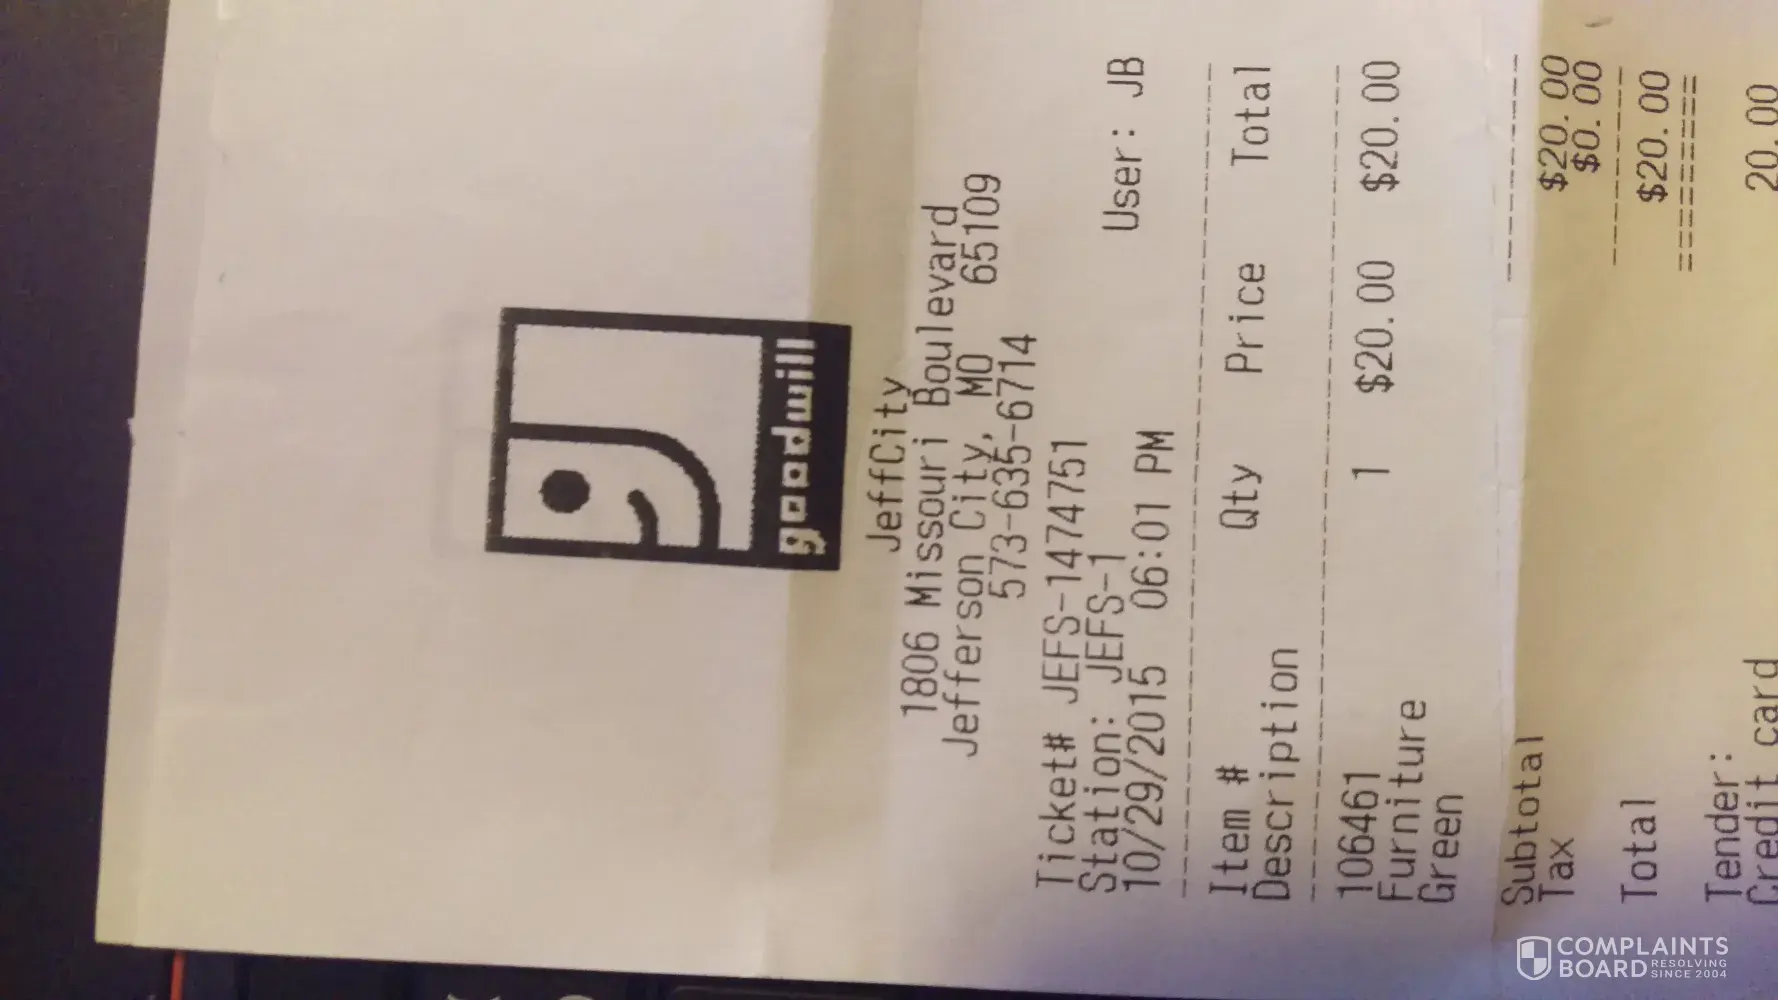 goodwill
JeffCity
1806 Missouri Boulevard
Jefferson City, MO 65109
573-635-6714
Ticket# JEFS-1474751
Station: JEFS-1 User: JB
10/29/2015 06:01 PM
Item # Qty Price Total
Description
106461 1 $20.00 $20.00
Furniture
Green
Subtotal $20.00
Tax $0.00
Total $20.00
Tender:
Credit card 20.00
COMPLAINTS
BOARD RESOLVING
SINCE 2004